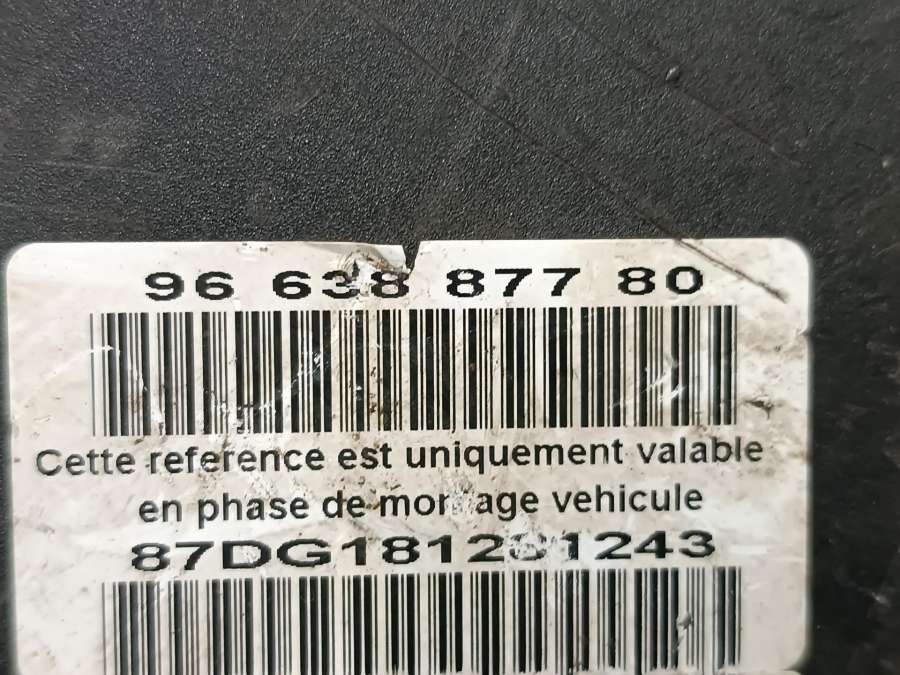 96 638 877 80
Cette reference est uniquement valable
en phase de vehicule